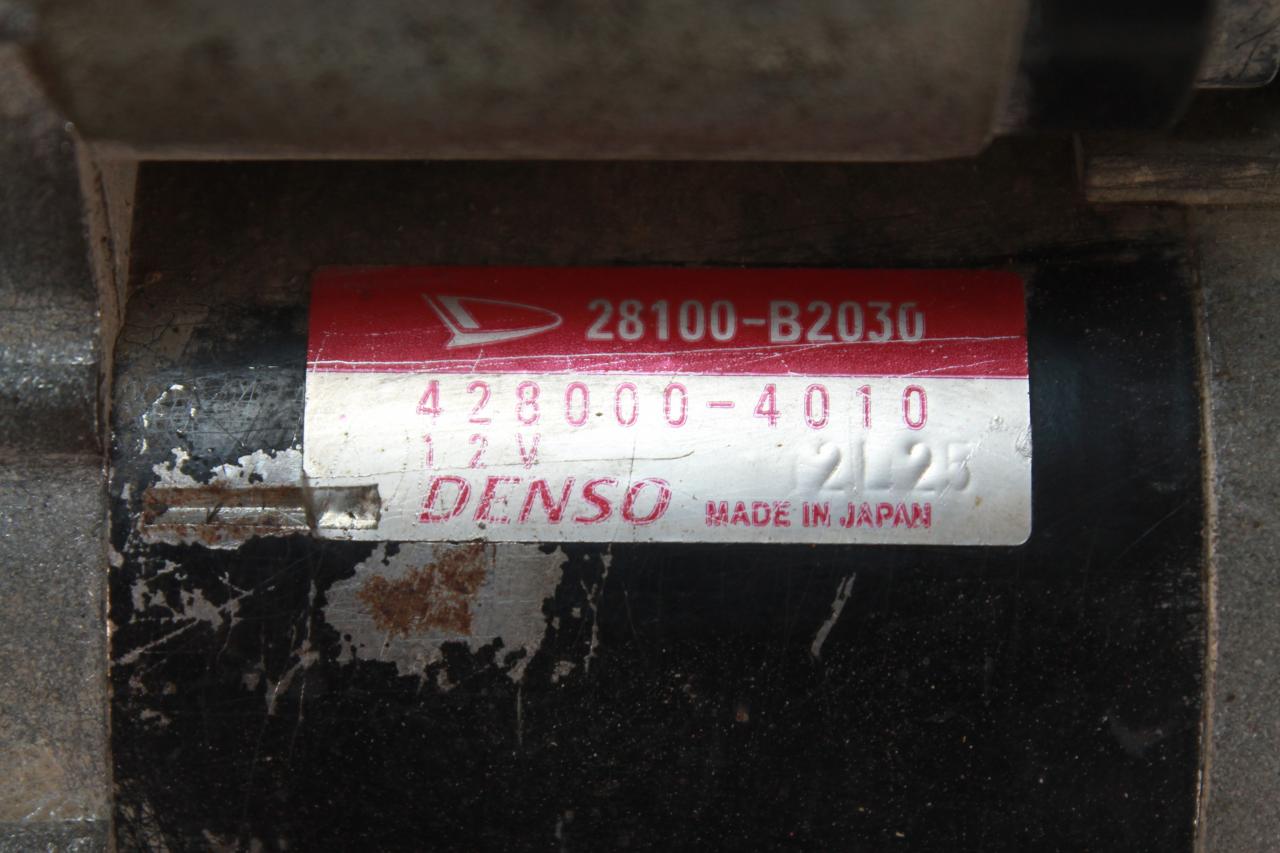 28100-B2030
428000-4010
12V
2L25
DENSO MADE IN JAPAN